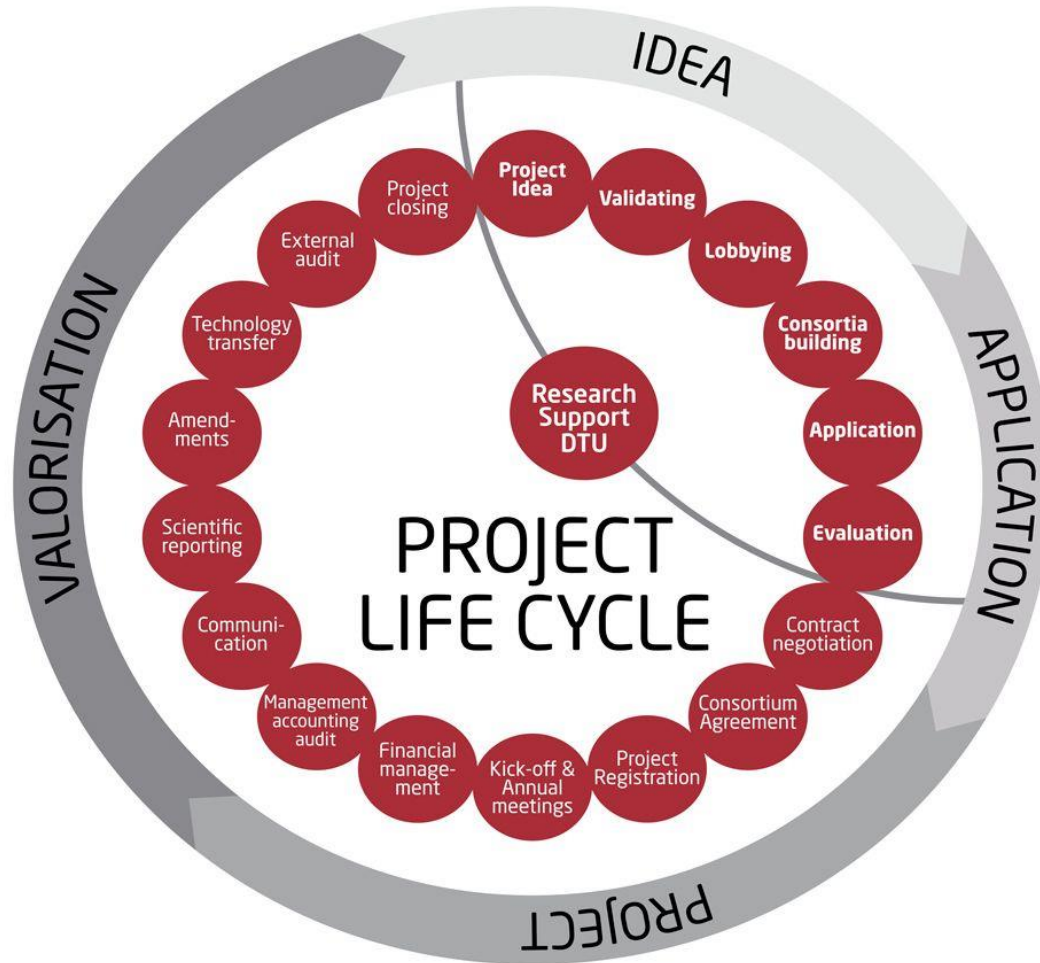 IDEA
APPLICATION
PROJECT
VALORISATION
Project
Idea
Validating
Lobbying
Consortia
building
Application
Evaluation
Contract
negotiation
Consortium
Agreement
Project
Registration
Kick-off &
Annual
meetings
Financial
manage-
ment
Management
accounting
audit
Communi-
cation
Scientific
reporting
Amend-
ments
Technology
transfer
External
audit
Project
closing
Research
Support
DTU
PROJECT
LIFE CYCLE